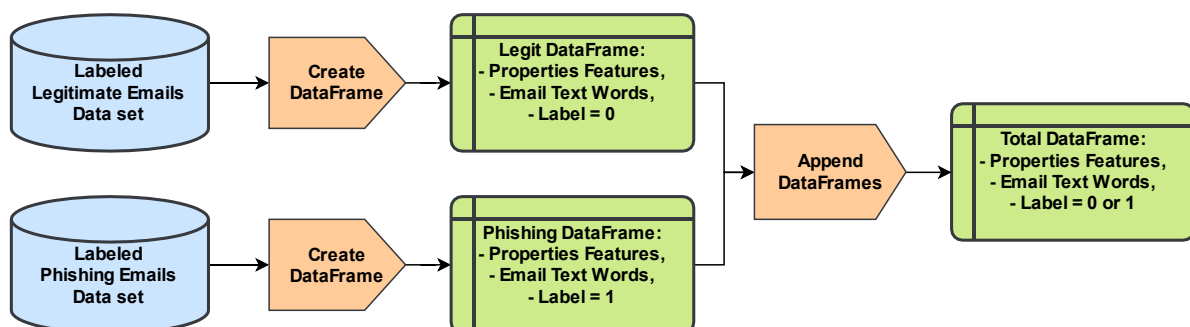 Labeled
Legitimate Emails
Data set
Create
DataFrame
Legit DataFrame:
- Properties Features,
- Email Text Words,
- Label = 0
Labeled
Phishing Emails
Data set
Create
DataFrame
Phishing DataFrame:
- Properties Features,
- Email Text Words,
- Label = 1
Append
DataFrames
Total DataFrame:
- Properties Features,
- Email Text Words,
- Label = 0 or 1